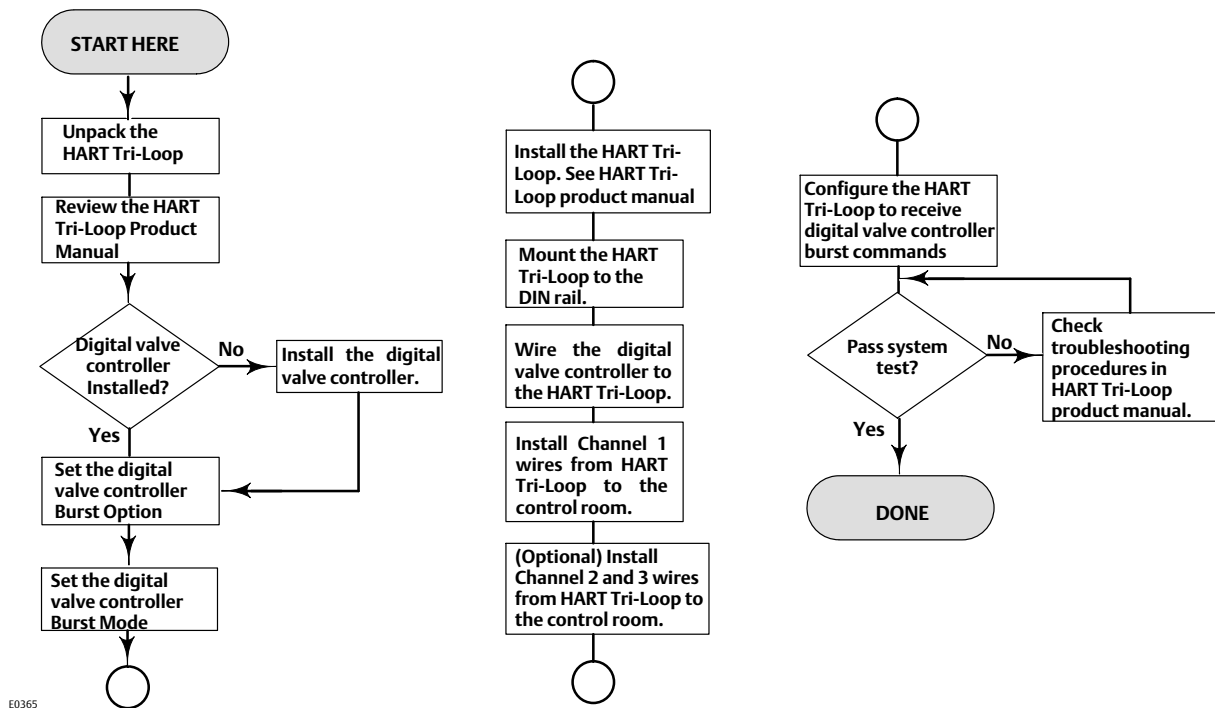 START HERE
Unpack the
HART Tri-Loop
Review the HART
Tri-Loop Product
Manual
Digital valve
controller
Installed?
No
Install the digital
valve controller.
Yes
Set the digital
valve controller
Burst Option
Set the digital
valve controller
Burst Mode
E0365
Install the HART Tri-
Loop. See HART Tri-
Loop product manual
Mount the HART
Tri-Loop to the
DIN rail.
Wire the digital
valve controller to
the HART Tri-Loop.
Install Channel 1
wires from HART
Tri-Loop to the
control room.
(Optional) Install
Channel 2 and 3 wires
from HART Tri-Loop to
the control room.
Configure the HART
Tri-Loop to receive
digital valve controller
burst commands
Pass system
test?
No
Check
troubleshooting
procedures in
HART Tri-Loop
product manual.
Yes
DONE